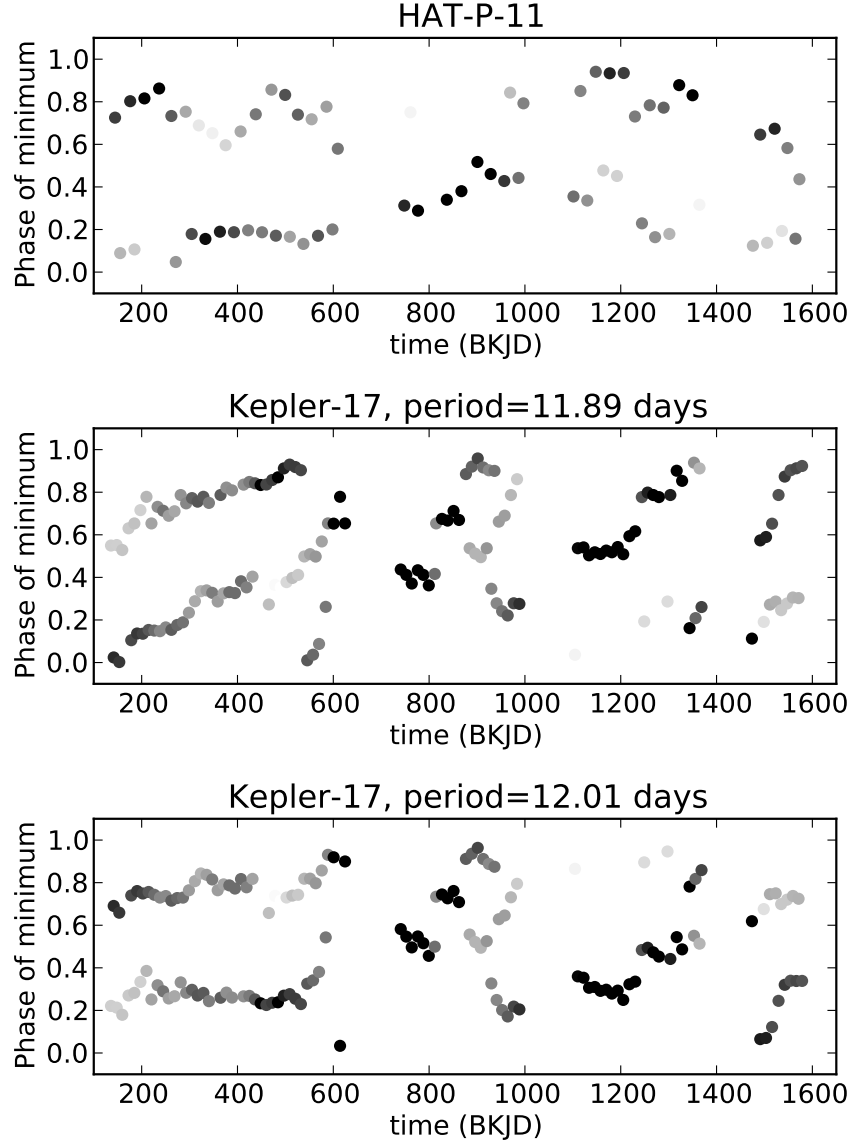 HAT-P-11
1.0
0.8
0.6
0.4
0.2
0.0
Phase of minimum
200 400 600 800 1000 1200 1400 1600
time (BKJD)
Kepler-17, period=11.89 days
1.0
0.8
0.6
0.4
0.2
0.0
Phase of minimum
200 400 600 800 1000 1200 1400 1600
time (BKJD)
Kepler-17, period=12.01 days
1.0
0.8
0.6
0.4
0.2
0.0
Phase of minimum
200 400 600 800 1000 1200 1400 1600
time (BKJD)